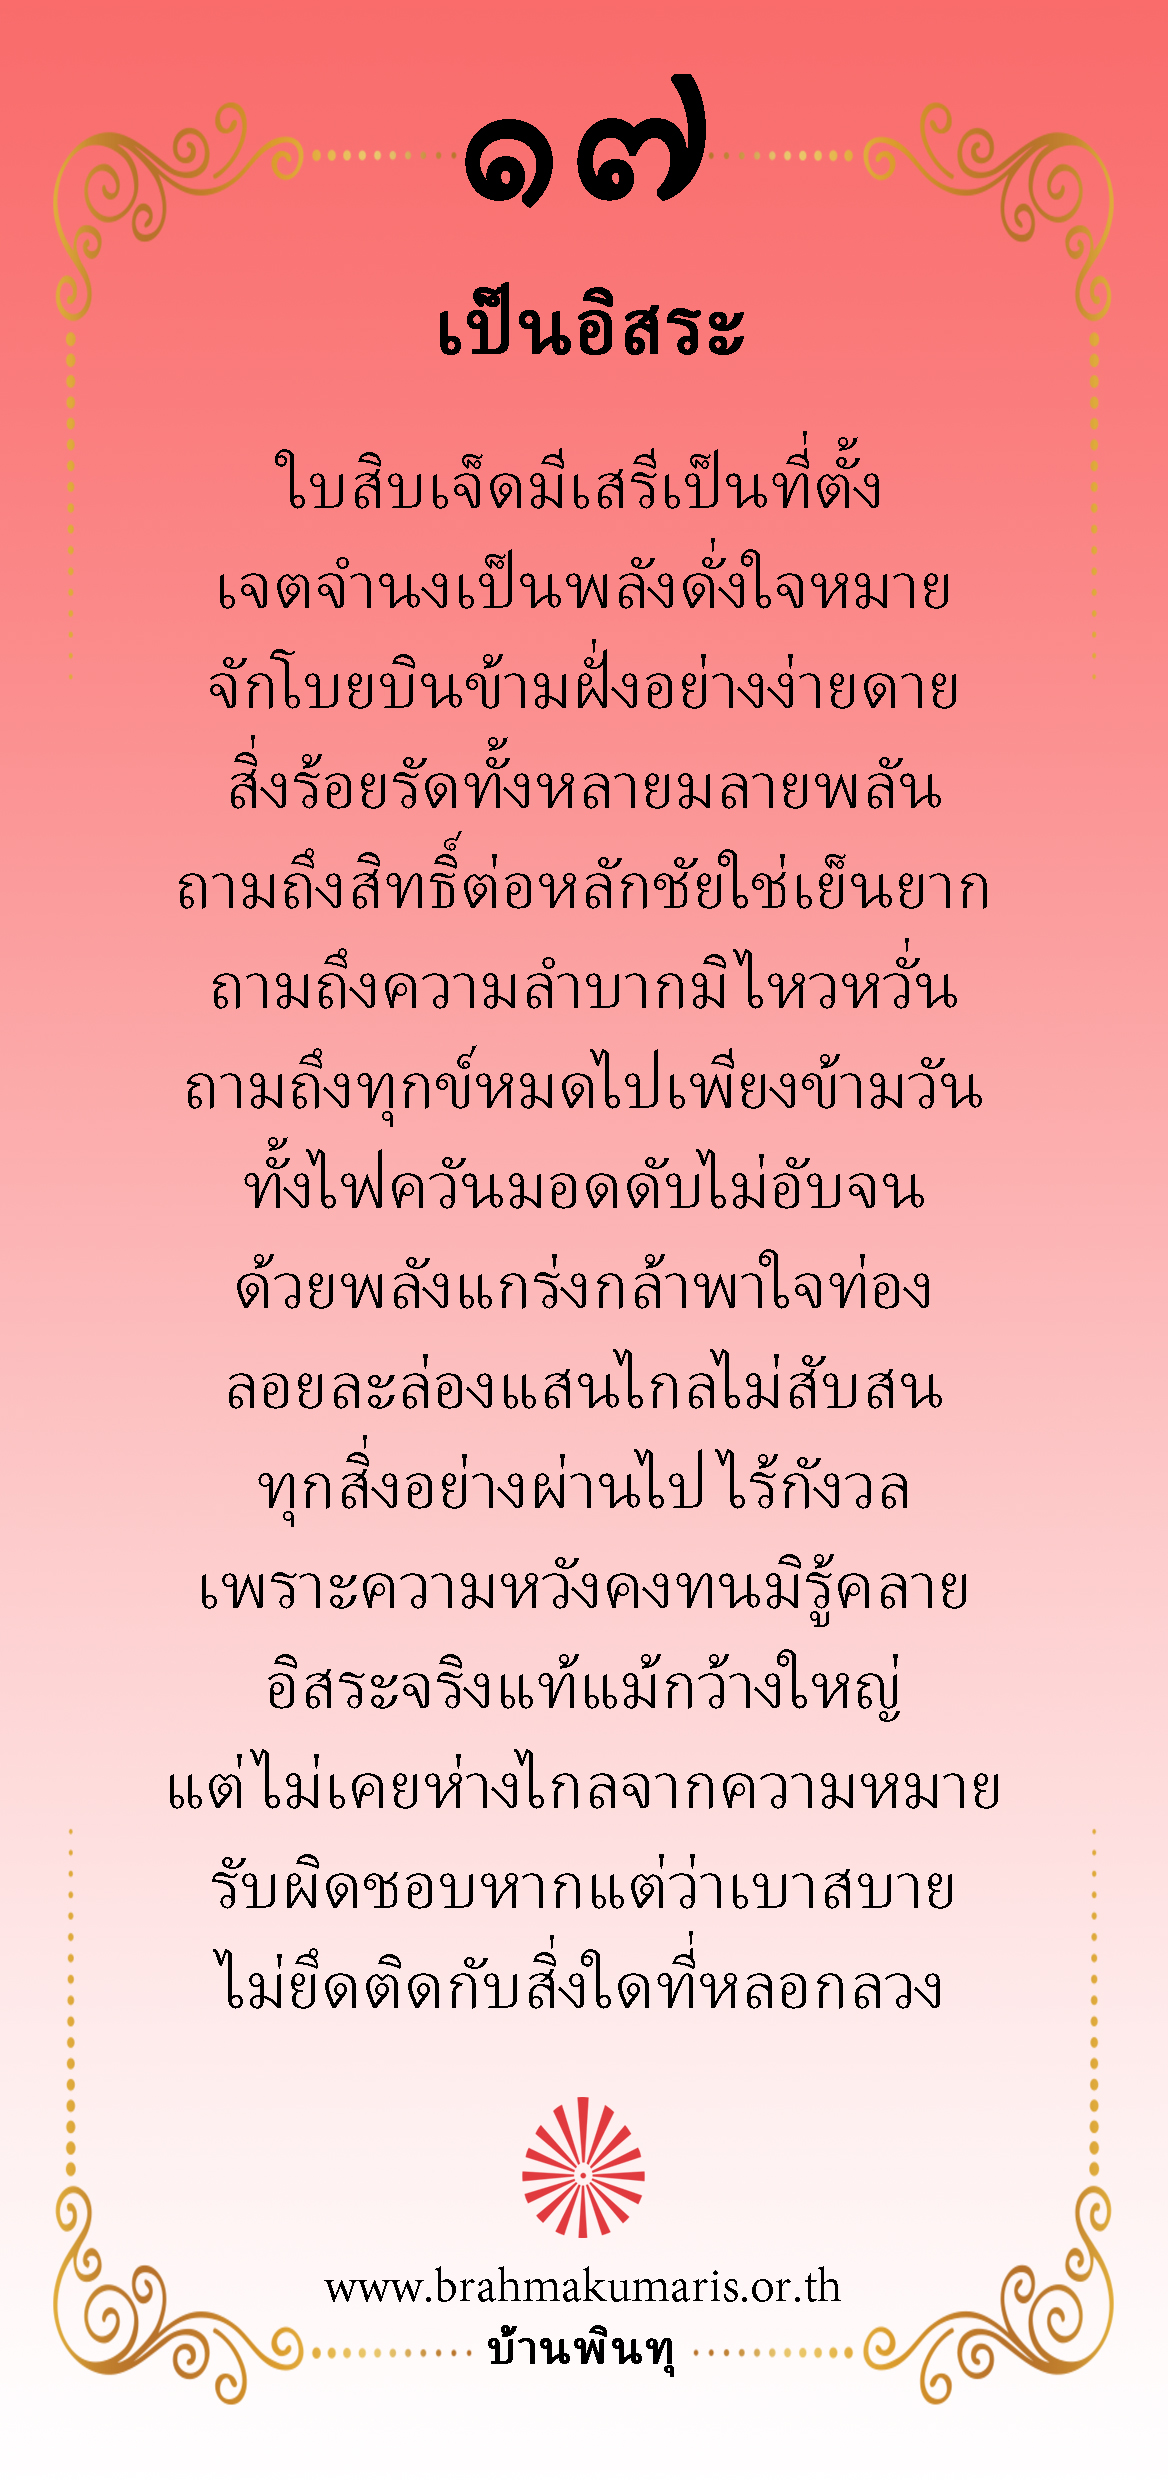 ๑๗
เป็นอิสระ
ใบสิบเจ็ดมีเสรีเป็นที่ตั้ง
เจตจำนงเป็นพลังดั่งใจหมาย
จักโบยบินข้ามฝั่งอย่างง่ายดาย
สิ่งร้อยรัดทั้งหลายมลายพลัน
ถามถึงสิทธิ์ต่อหลักชัยใช่เย็นยาก
ถามถึงความลำบากมิไหวหวั่น
ถามถึงทุกข์หมดไปเพียงข้ามวัน
ทั้งไฟควันมอดดับไม่อับจน
ด้วยพลังแกร่งกล้าพาใจท่อง
ลอยละล่องแสนไกลไม่สับสน
ทุกสิ่งอย่างผ่านไป ไร้กังวล
เพราะความหวังคงทนมิรู้คลาย
อิสระจริงแท้แม้กว้างใหญ่
แต่ไม่เคยห่างไกลจากความหมาย
รับผิดชอบหากแต่ว่าเบาสบาย
ไม่ยึดติดกับสิ่งใดที่หลอกลวง
www.brahmakumaris.or.th
บ้านพินทุ